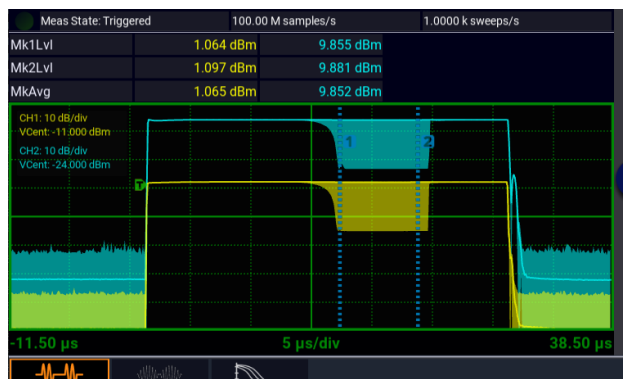 Meas State: Triggered 100.00 M samples/s 1.0000 k sweeps/s
Mk1Lvl 1.064 dBm 9.855 dBm
Mk2Lvl 1.097 dBm 9.881 dBm
MkAvg 1.065 dBm 9.852 dBm
CH1: 10 dB/div
VCent: -11.000 dBm
CH2: 10 dB/div
VCent: -24.000 dBm
1 2
T
-11.50 µs 5 µs/div 38.50 µs